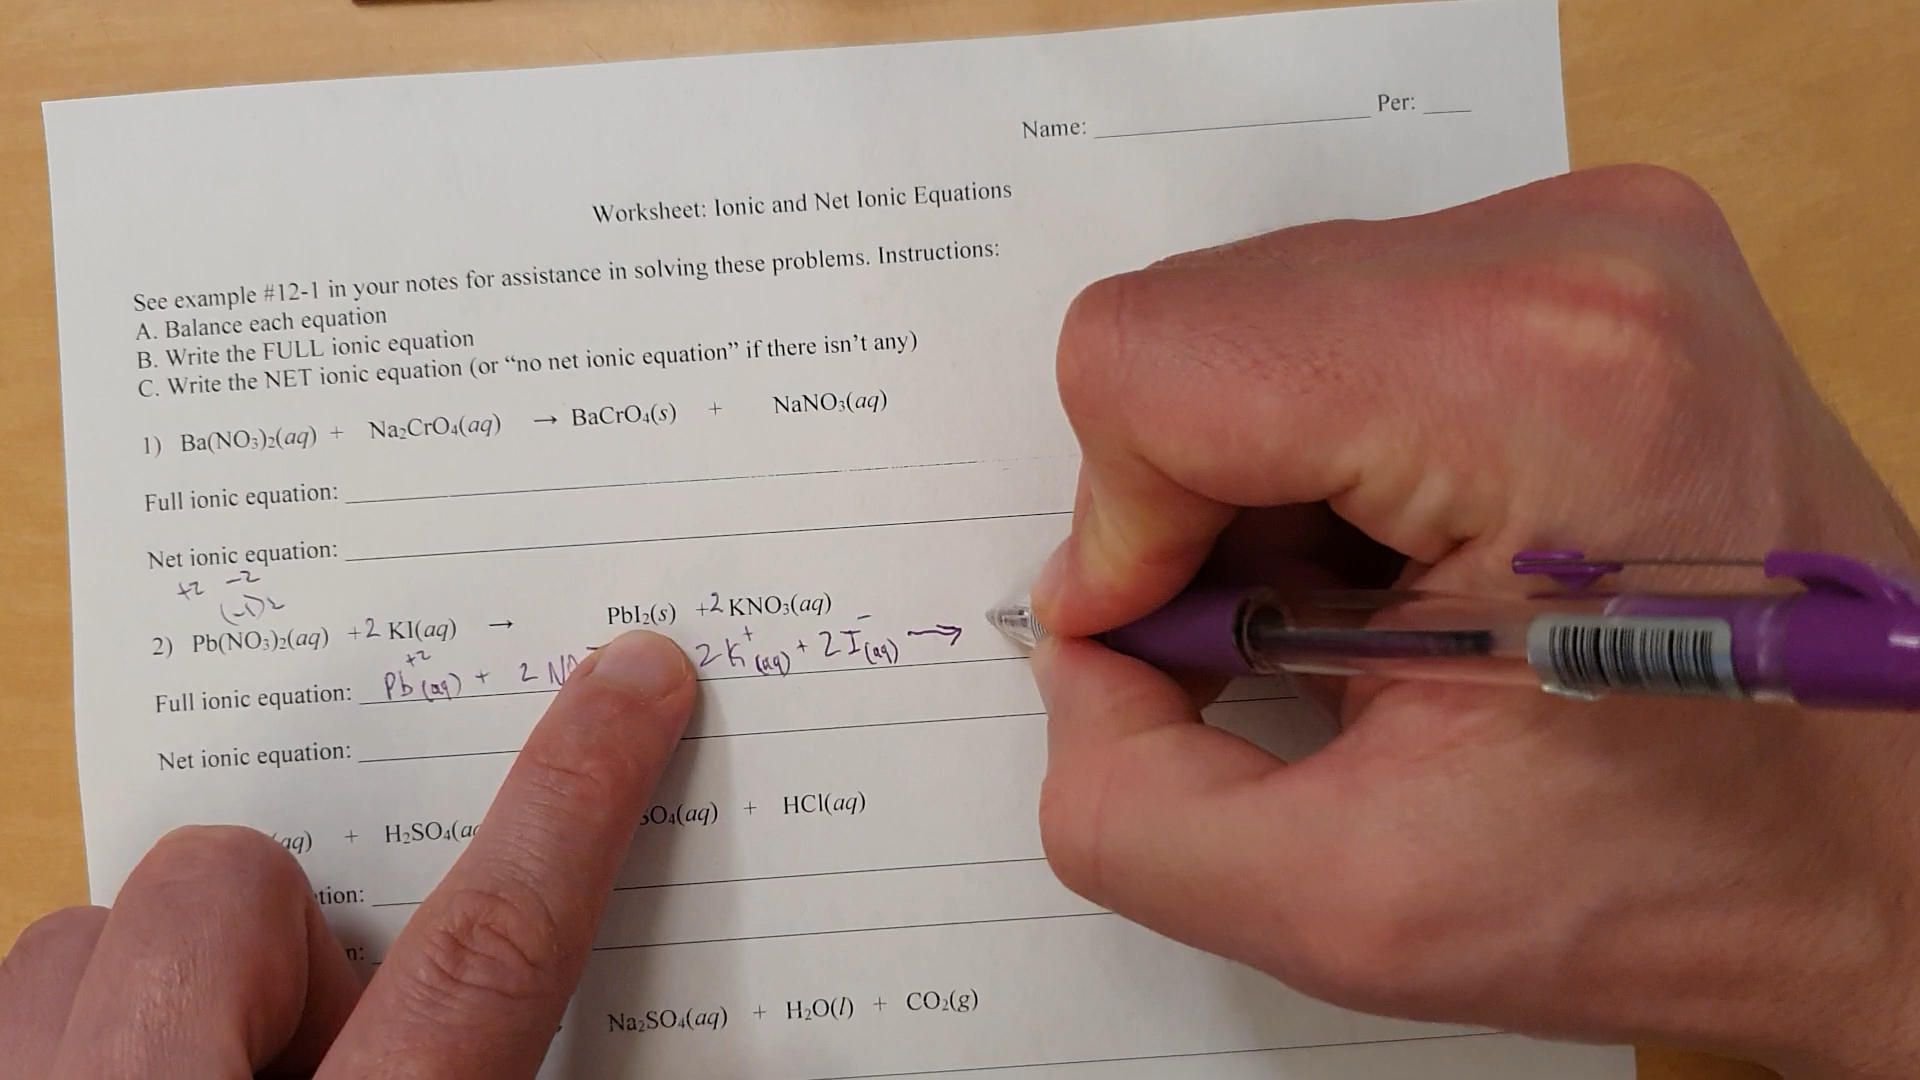 Name: ____ Per: ____
Worksheet: Ionic and Net Ionic Equations
See example #12-1 in your notes for assistance in solving these problems. Instructions:
A. Balance each equation
B. Write the FULL ionic equation
C. Write the NET ionic equation (or “no net ionic equation” if there isn’t any)
1) Ba(NO₃)₂(aq) + Na₂CrO₄(aq) → BaCrO₄(s) + NaNO₃(aq)
Full ionic equation:
Net ionic equation:
+2 -2
(-1)2
2) Pb(NO₃)₂(aq) +2 KI(aq) → PbI₂(s) +2 KNO₃(aq)
Full ionic equation: Pb⁺²(aq) + 2 2K⁺(aq) + 2I⁻(aq) →
Net ionic equation:
+ H₂SO₄ + HCl(aq)
Na₂SO₄(aq) + H₂O(l) + CO₂(g)